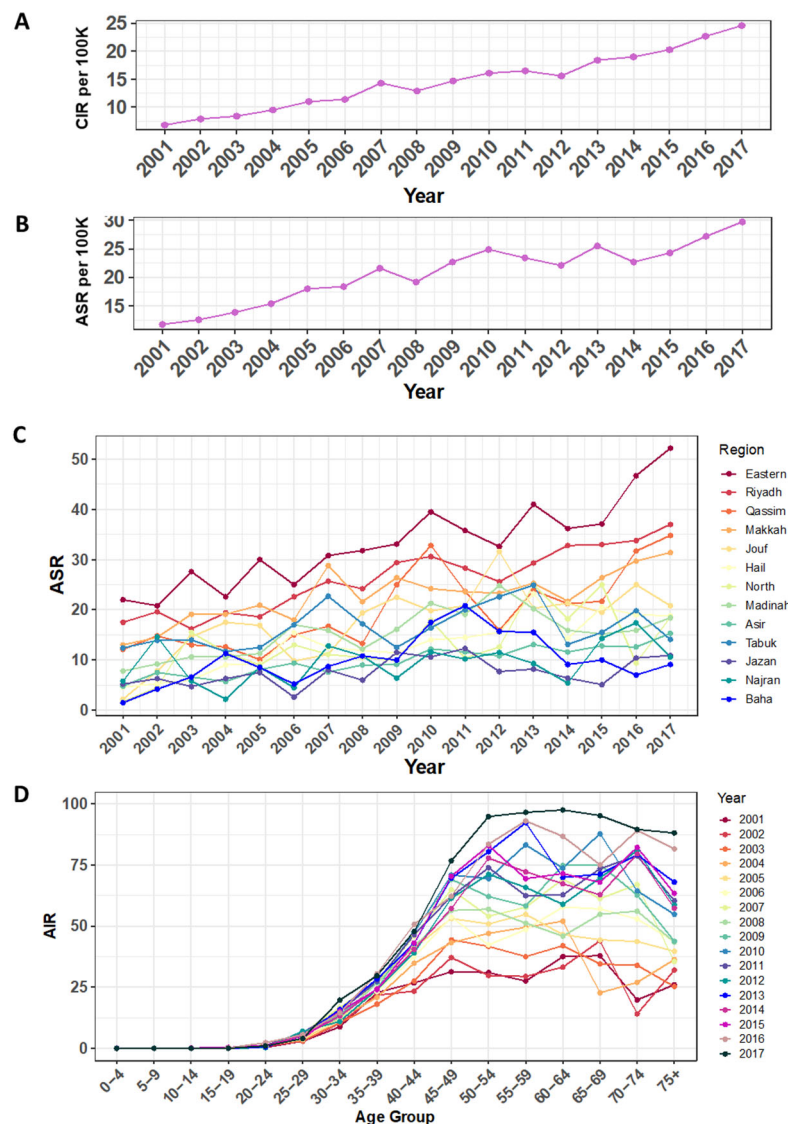 A
CIR per 100K
25
20
15
10
2001 2002 2003 2004 2005 2006 2007 2008 2009 2010 2011 2012 2013 2014 2015 2016 2017
Year
B
ASR per 100K
30
25
20
15
2001 2002 2003 2004 2005 2006 2007 2008 2009 2010 2011 2012 2013 2014 2015 2016 2017
Year
C
ASR
50
40
30
20
10
0
2001 2002 2003 2004 2005 2006 2007 2008 2009 2010 2011 2012 2013 2014 2015 2016 2017
Year
Region
Eastern
Riyadh
Qassim
Makkah
Jouf
Hail
North
Madinah
Asir
Tabuk
Jazan
Najran
Baha
D
AIR
100
75
50
25
0
0−4 5−9 10−14 15−19 20−24 25−29 30−34 35−39 40−44 45−49 50−54 55−59 60−64 65−69 70−74 75+
Age Group
Year
2001
2002
2003
2004
2005
2006
2007
2008
2009
2010
2011
2012
2013
2014
2015
2016
2017